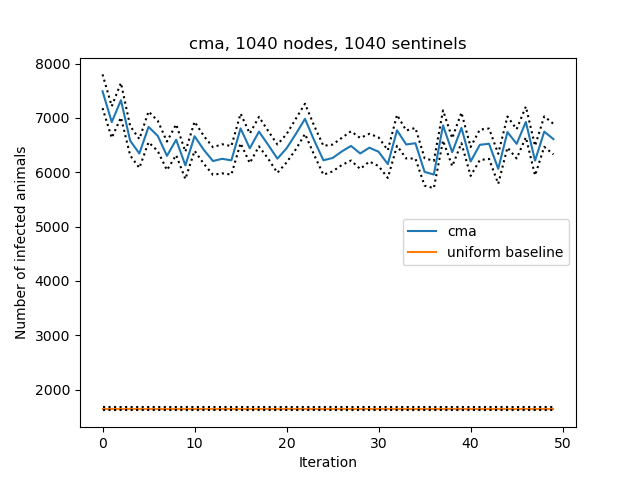 cma, 1040 nodes, 1040 sentinels
Number of infected animals
8000
7000
6000
5000
4000
3000
2000
cma
uniform baseline
0
10
20
30
40
50
Iteration